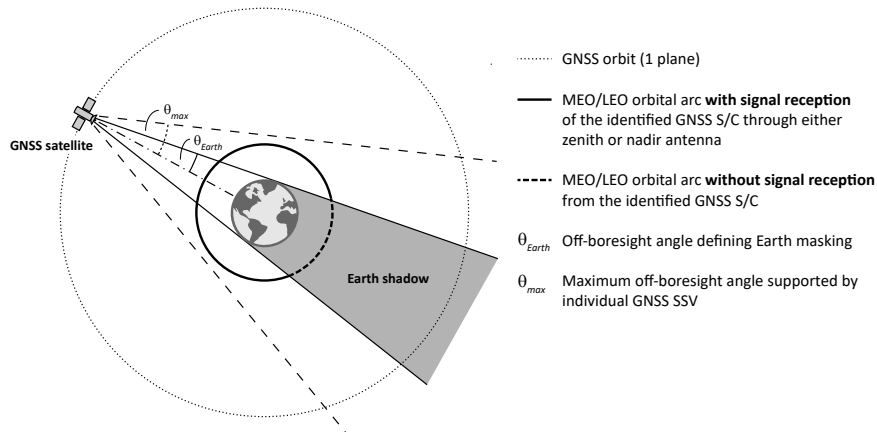 θmax
θEarth
GNSS satellite
Earth shadow
GNSS orbit (1 plane)
MEO/LEO orbital arc with signal reception
of the identified GNSS S/C through either
zenith or nadir antenna
MEO/LEO orbital arc without signal reception
from the identified GNSS S/C
θEarth Off-boresight angle defining Earth masking
θmax Maximum off-boresight angle supported by
individual GNSS SSV